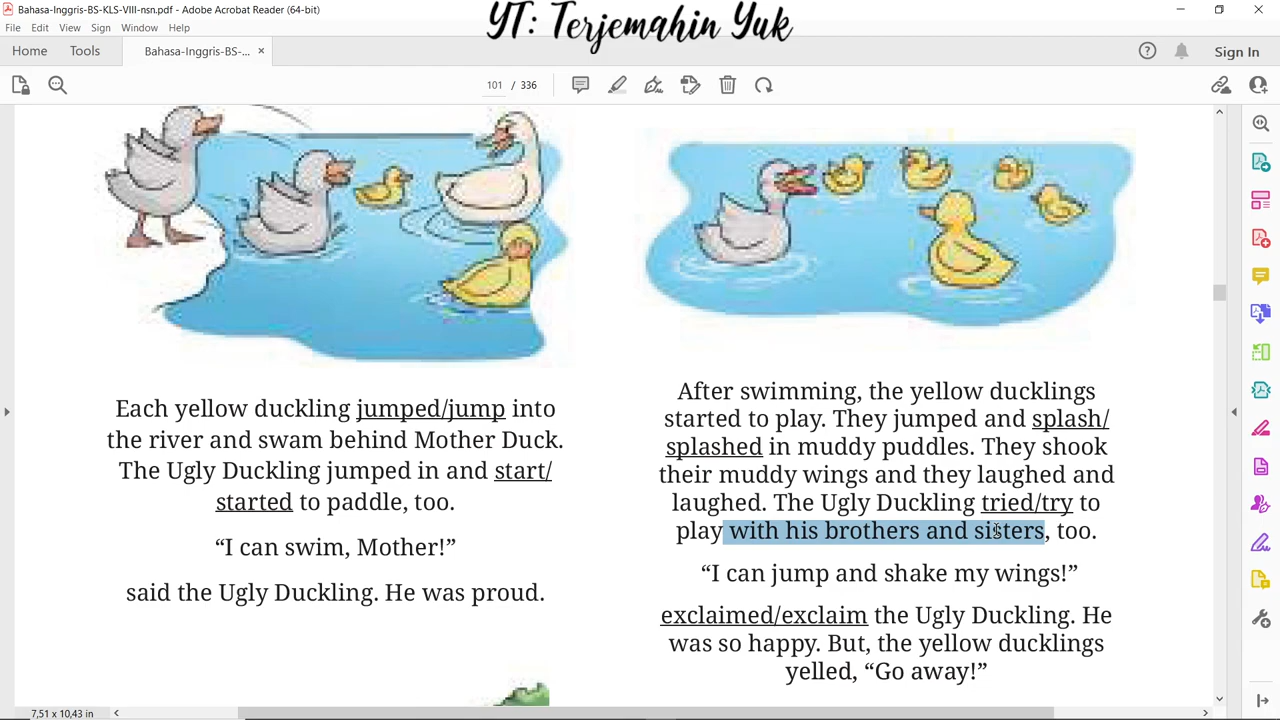 Bahasa-Inggris-BS-KLS-VIII-nsn.pdf - Adobe Acrobat Reader (64-bit)
YT: Terjemahin Yuk
File Edit View Sign Window Help
Home Tools Bahasa-Inggris-BS-... × Sign In
101 / 336
Each yellow duckling jumped/jump into
the river and swam behind Mother Duck.
The Ugly Duckling jumped in and start/
started to paddle, too.
“I can swim, Mother!”
said the Ugly Duckling. He was proud.
After swimming, the yellow ducklings
started to play. They jumped and splash/
splashed in muddy puddles. They shook
their muddy wings and they laughed and
laughed. The Ugly Duckling tried/try to
play with his brothers and sisters, too.
“I can jump and shake my wings!”
exclaimed/exclaim the Ugly Duckling. He
was so happy. But, the yellow ducklings
yelled, “Go away!”
7,51 x 10,43 in